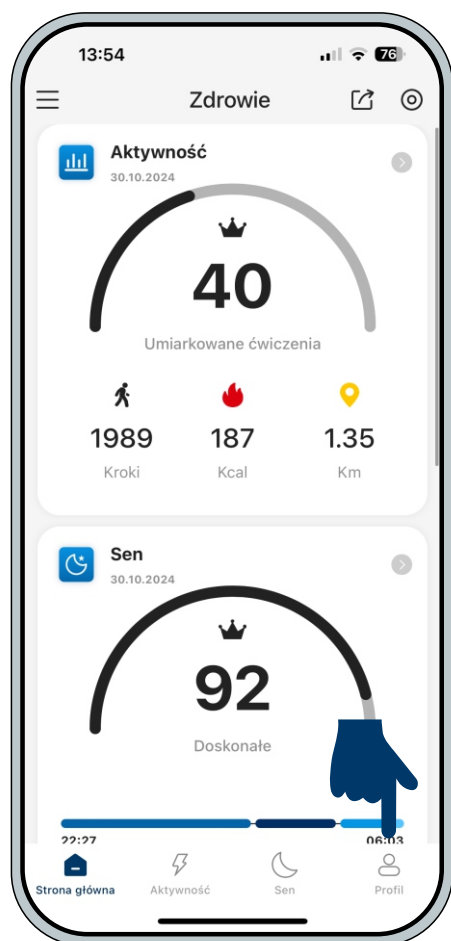 13:54
76
Zdrowie
Aktywność
30.10.2024
40
Umiarkowane ćwiczenia
1989 187 1.35
Kroki Kcal Km
Sen
30.10.2024
92
Doskonałe
22:27 06:03
Strona główna Aktywność Sen Profil